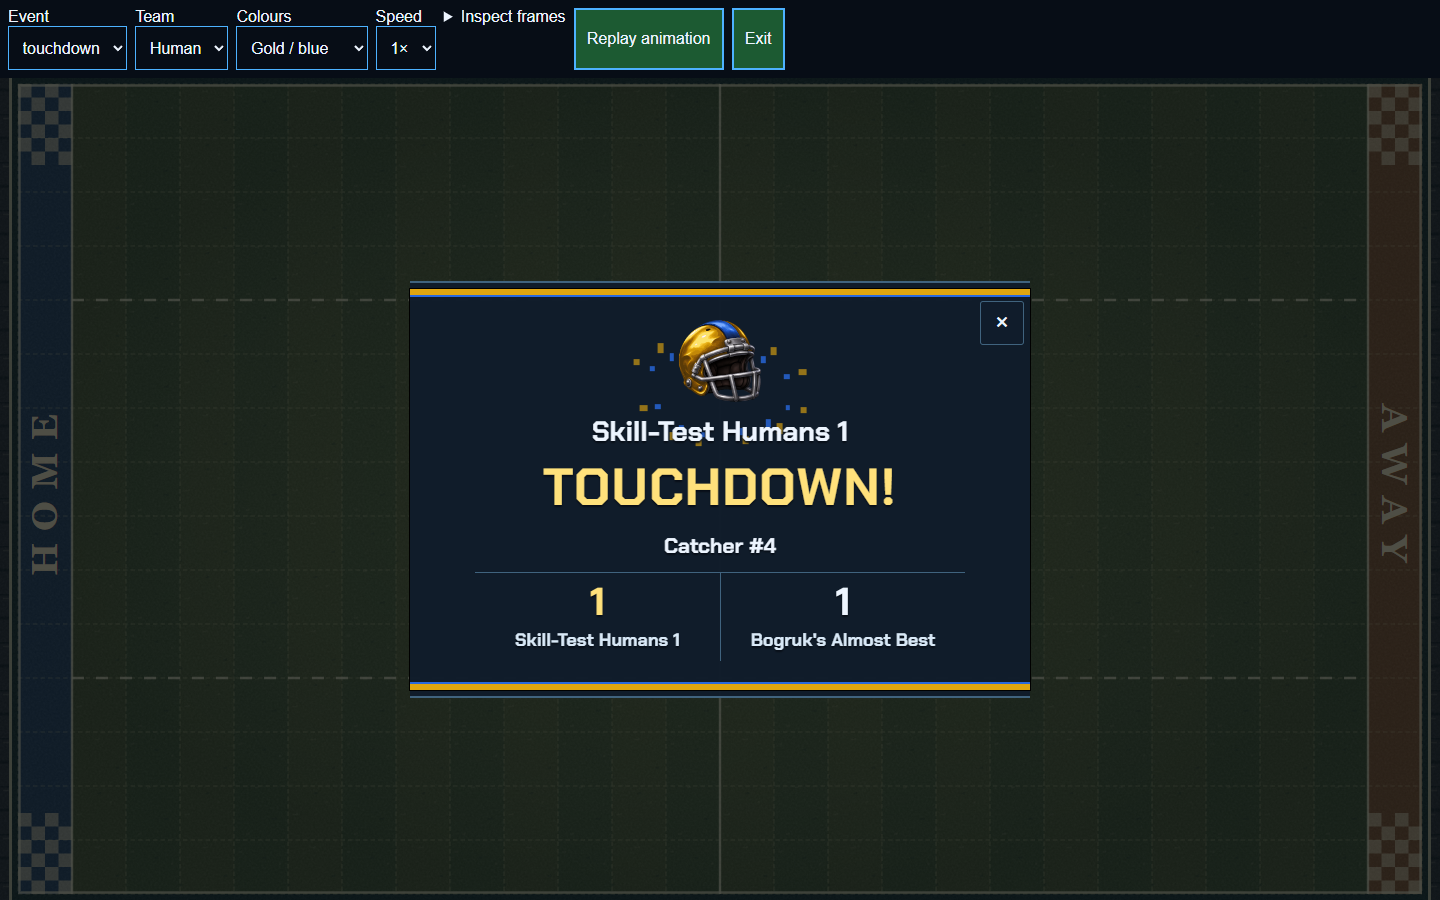 Event Team Colours Speed
touchdown Human Gold / blue 1× ▶ Inspect frames Replay animation Exit
×
HOME
AWAY
Skill-Test Humans 1
TOUCHDOWN!
Catcher #4
1 1
Skill-Test Humans 1 Bogruk's Almost Best